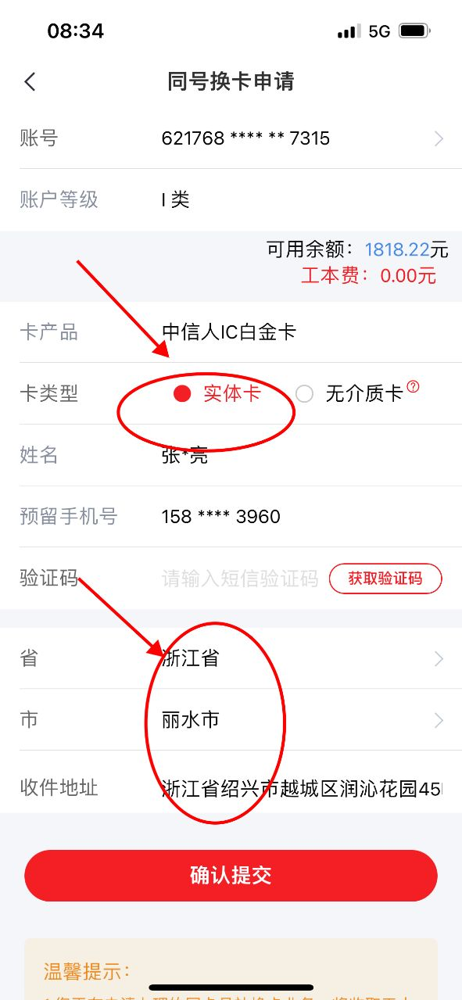 08:34 5G
同号换卡申请
账号 621768 **** ** 7315
账户等级 I 类
可用余额：1818.22元
工本费：0.00元
卡产品 中信人IC白金卡
卡类型 实体卡 无介质卡?
姓名 张*亮
预留手机号 158 **** 3960
验证码 请输入短信验证码 获取验证码
省 浙江省
市 丽水市
收件地址 浙江省绍兴市越城区润沁花园45
确认提交
温馨提示：